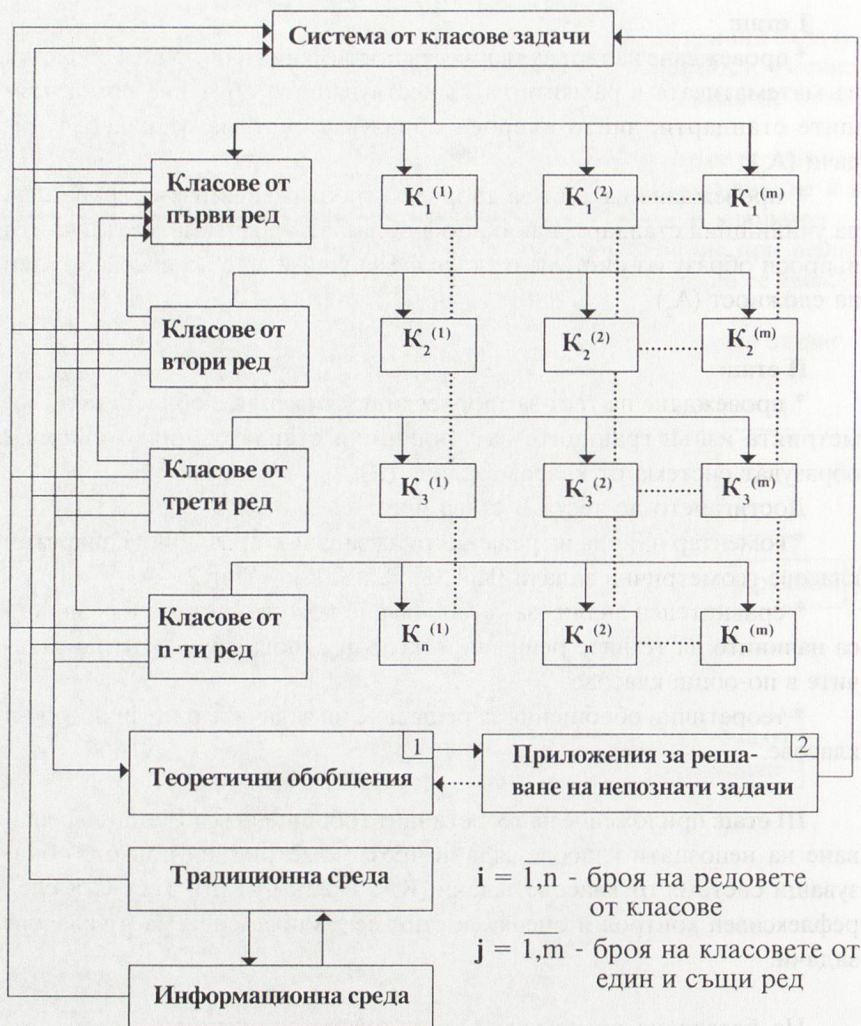 Система от класове задачи
Класове от
първи ред
K₁⁽¹⁾ K₁⁽²⁾ K₁⁽ᵐ⁾
Класове от
втори ред
K₂⁽¹⁾ K₂⁽²⁾ K₂⁽ᵐ⁾
Класове от
трети ред
K₃⁽¹⁾ K₃⁽²⁾ K₃⁽ᵐ⁾
Класове от
n-ти ред
Kₙ⁽¹⁾ Kₙ⁽²⁾ Kₙ⁽ᵐ⁾
1
Теоретични обобщения
2
Приложения за реша-
ване на непознати задачи
Традиционна среда
Информационна среда
i = 1,n - броя на редовете
от класове
j = 1,m - броя на класовете от
един и същи ред